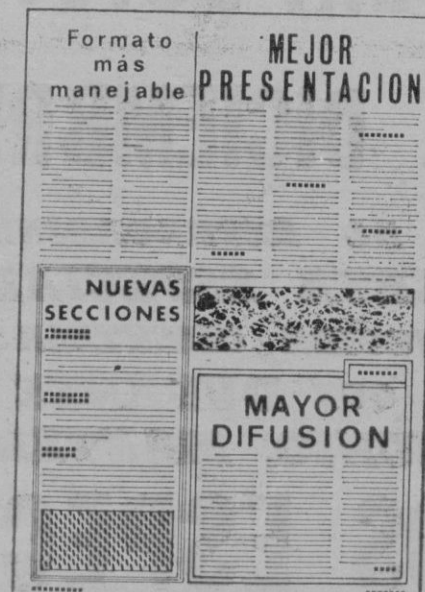 Formato
más
manejable
MEJOR
PRESENTACION
NUEVAS
SECCIONES
MAYOR
DIFUSION